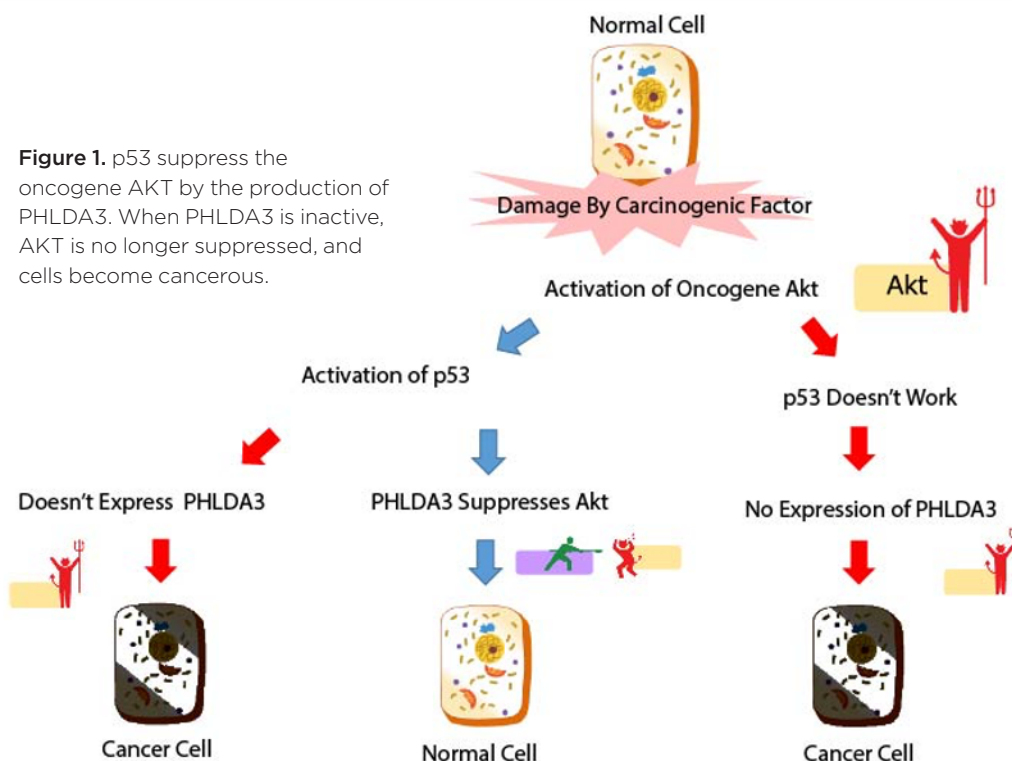 Normal Cell
Figure 1. p53 suppress the
oncogene AKT by the production of
PHLDA3. When PHLDA3 is inactive,
AKT is no longer suppressed, and
cells become cancerous.
Damage By Carcinogenic Factor
Activation of Oncogene Akt
Akt
Activation of p53
p53 Doesn't Work
Doesn't Express PHLDA3
PHLDA3 Suppresses Akt
No Expression of PHLDA3
Cancer Cell
Normal Cell
Cancer Cell